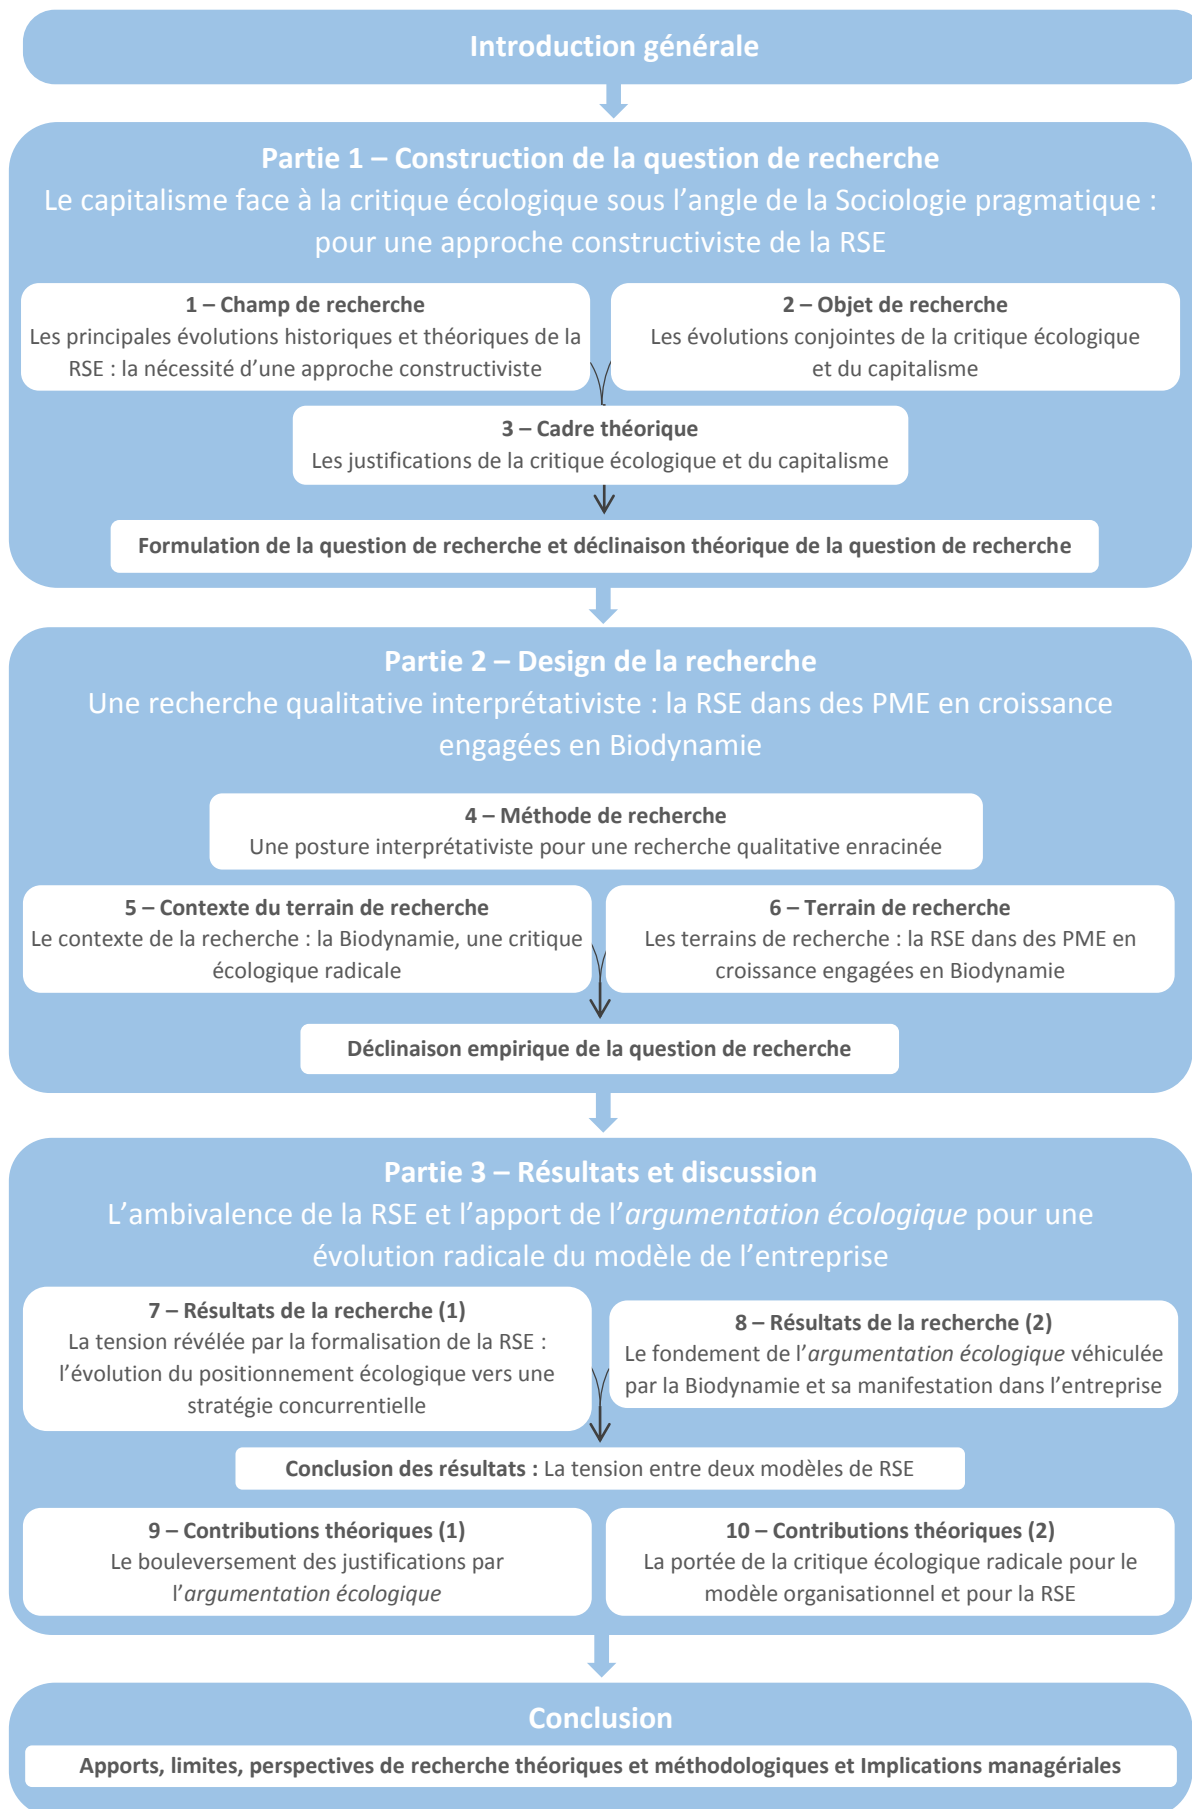 Introduction générale
Partie 1 – Construction de la question de recherche
Le capitalisme face à la critique écologique sous l’angle de la Sociologie pragmatique :
pour une approche constructiviste de la RSE
1 – Champ de recherche
Les principales évolutions historiques et théoriques de la
RSE : la nécessité d’une approche constructiviste
2 – Objet de recherche
Les évolutions conjointes de la critique écologique
et du capitalisme
3 – Cadre théorique
Les justifications de la critique écologique et du capitalisme
Formulation de la question de recherche et déclinaison théorique de la question de recherche
Partie 2 – Design de la recherche
Une recherche qualitative interprétativiste : la RSE dans des PME en croissance
engagées en Biodynamie
4 – Méthode de recherche
Une posture interprétativiste pour une recherche qualitative enracinée
5 – Contexte du terrain de recherche
Le contexte de la recherche : la Biodynamie, une critique
écologique radicale
6 – Terrain de recherche
Les terrains de recherche : la RSE dans des PME en
croissance engagées en Biodynamie
Déclinaison empirique de la question de recherche
Partie 3 – Résultats et discussion
L’ambivalence de la RSE et l’apport de l’argumentation écologique pour une
évolution radicale du modèle de l’entreprise
7 – Résultats de la recherche (1)
La tension révélée par la formalisation de la RSE :
l’évolution du positionnement écologique vers une
stratégie concurrentielle
8 – Résultats de la recherche (2)
Le fondement de l’argumentation écologique véhiculée
par la Biodynamie et sa manifestation dans l’entreprise
Conclusion des résultats : La tension entre deux modèles de RSE
9 – Contributions théoriques (1)
Le bouleversement des justifications par
l’argumentation écologique
10 – Contributions théoriques (2)
La portée de la critique écologique radicale pour le
modèle organisationnel et pour la RSE
Conclusion
Apports, limites, perspectives de recherche théoriques et méthodologiques et Implications managériales